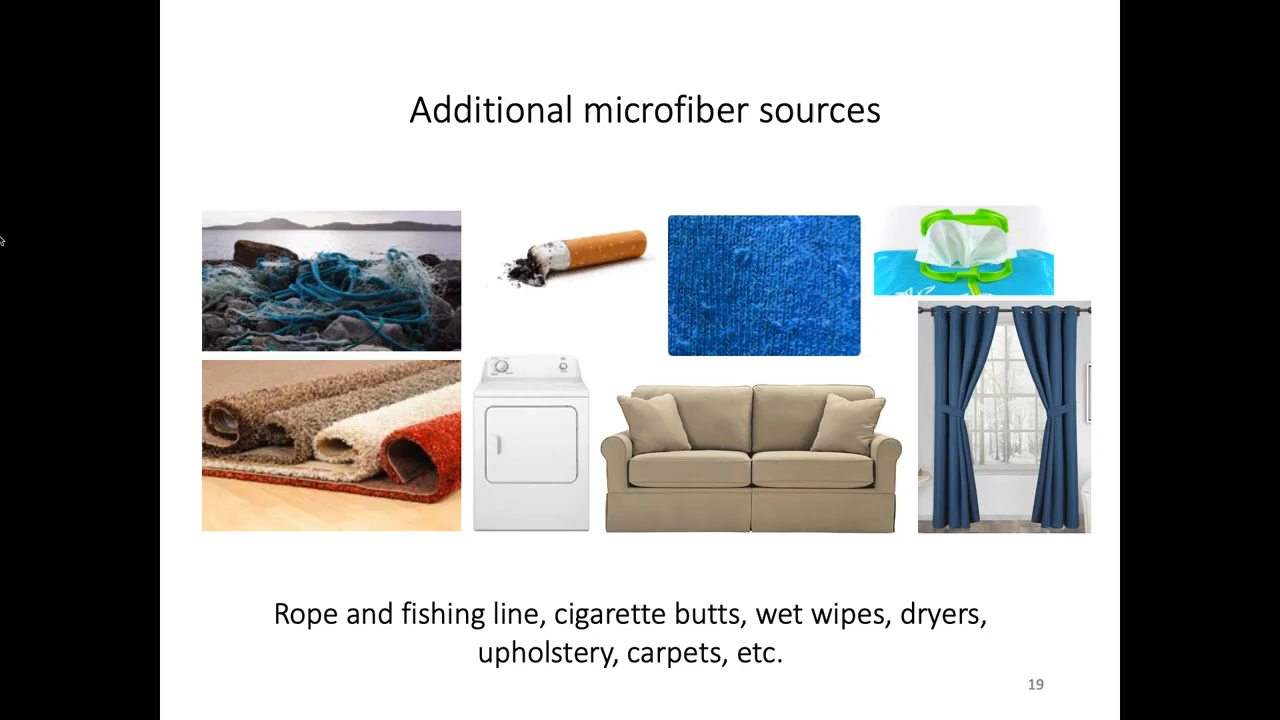 Additional microfiber sources
Rope and fishing line, cigarette butts, wet wipes, dryers,
upholstery, carpets, etc.
19